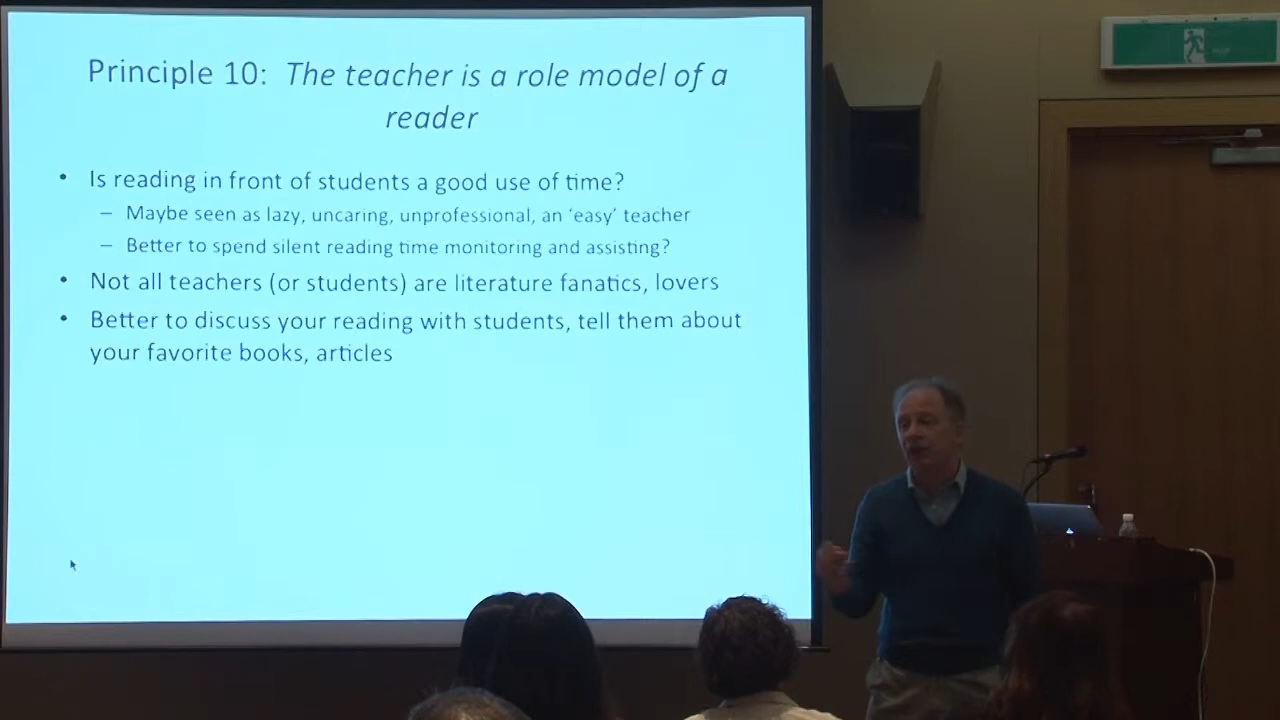 Principle 10: The teacher is a role model of a
reader
• Is reading in front of students a good use of time?
– Maybe seen as lazy, uncaring, unprofessional, an ‘easy’ teacher
– Better to spend silent reading time monitoring and assisting?
• Not all teachers (or students) are literature fanatics, lovers
• Better to discuss your reading with students, tell them about
your favorite books, articles